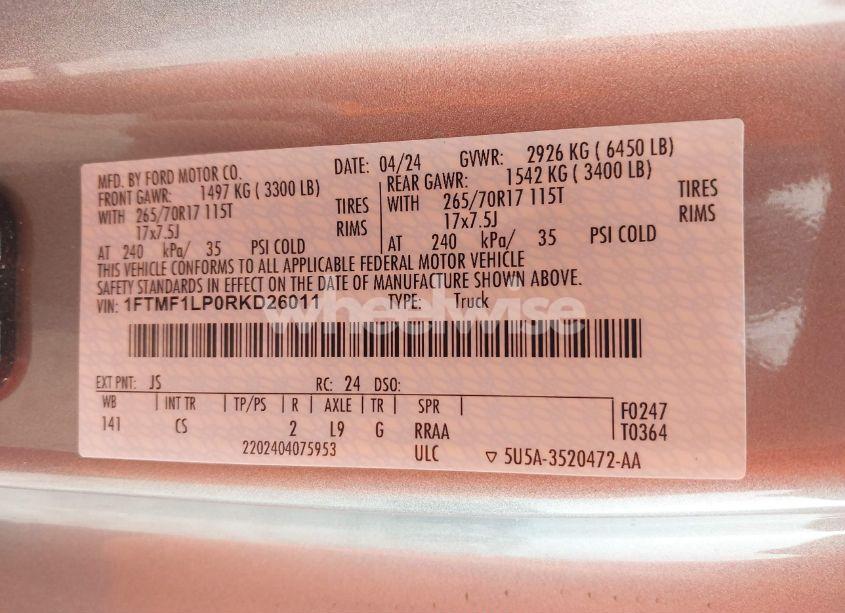 MFD. BY FORD MOTOR CO. DATE: 04/24 GVWR: 2926 KG ( 6450 LB)
FRONT GAWR: 1497 KG ( 3300 LB) REAR GAWR: 1542 KG ( 3400 LB)
WITH 265/70R17 115T TIRES WITH 265/70R17 115T TIRES
17x7.5J RIMS 17x7.5J RIMS
AT 240 kPa/ 35 PSI COLD AT 240 kPa/ 35 PSI COLD
THIS VEHICLE CONFORMS TO ALL APPLICABLE FEDERAL MOTOR VEHICLE
SAFETY STANDARDS IN EFFECT ON THE DATE OF MANUFACTURE SHOWN ABOVE.
VIN: 1FTMF1LP0RKD26011 TYPE: Truck
wheelwise
EXT PNT: JS RC: 24 DSO:
WB INT TR TP/PS R AXLE TR SPR F0247
141 CS 2 L9 G RRAA T0364
2202404075953 ULC ▽ 5U5A-3520472-AA